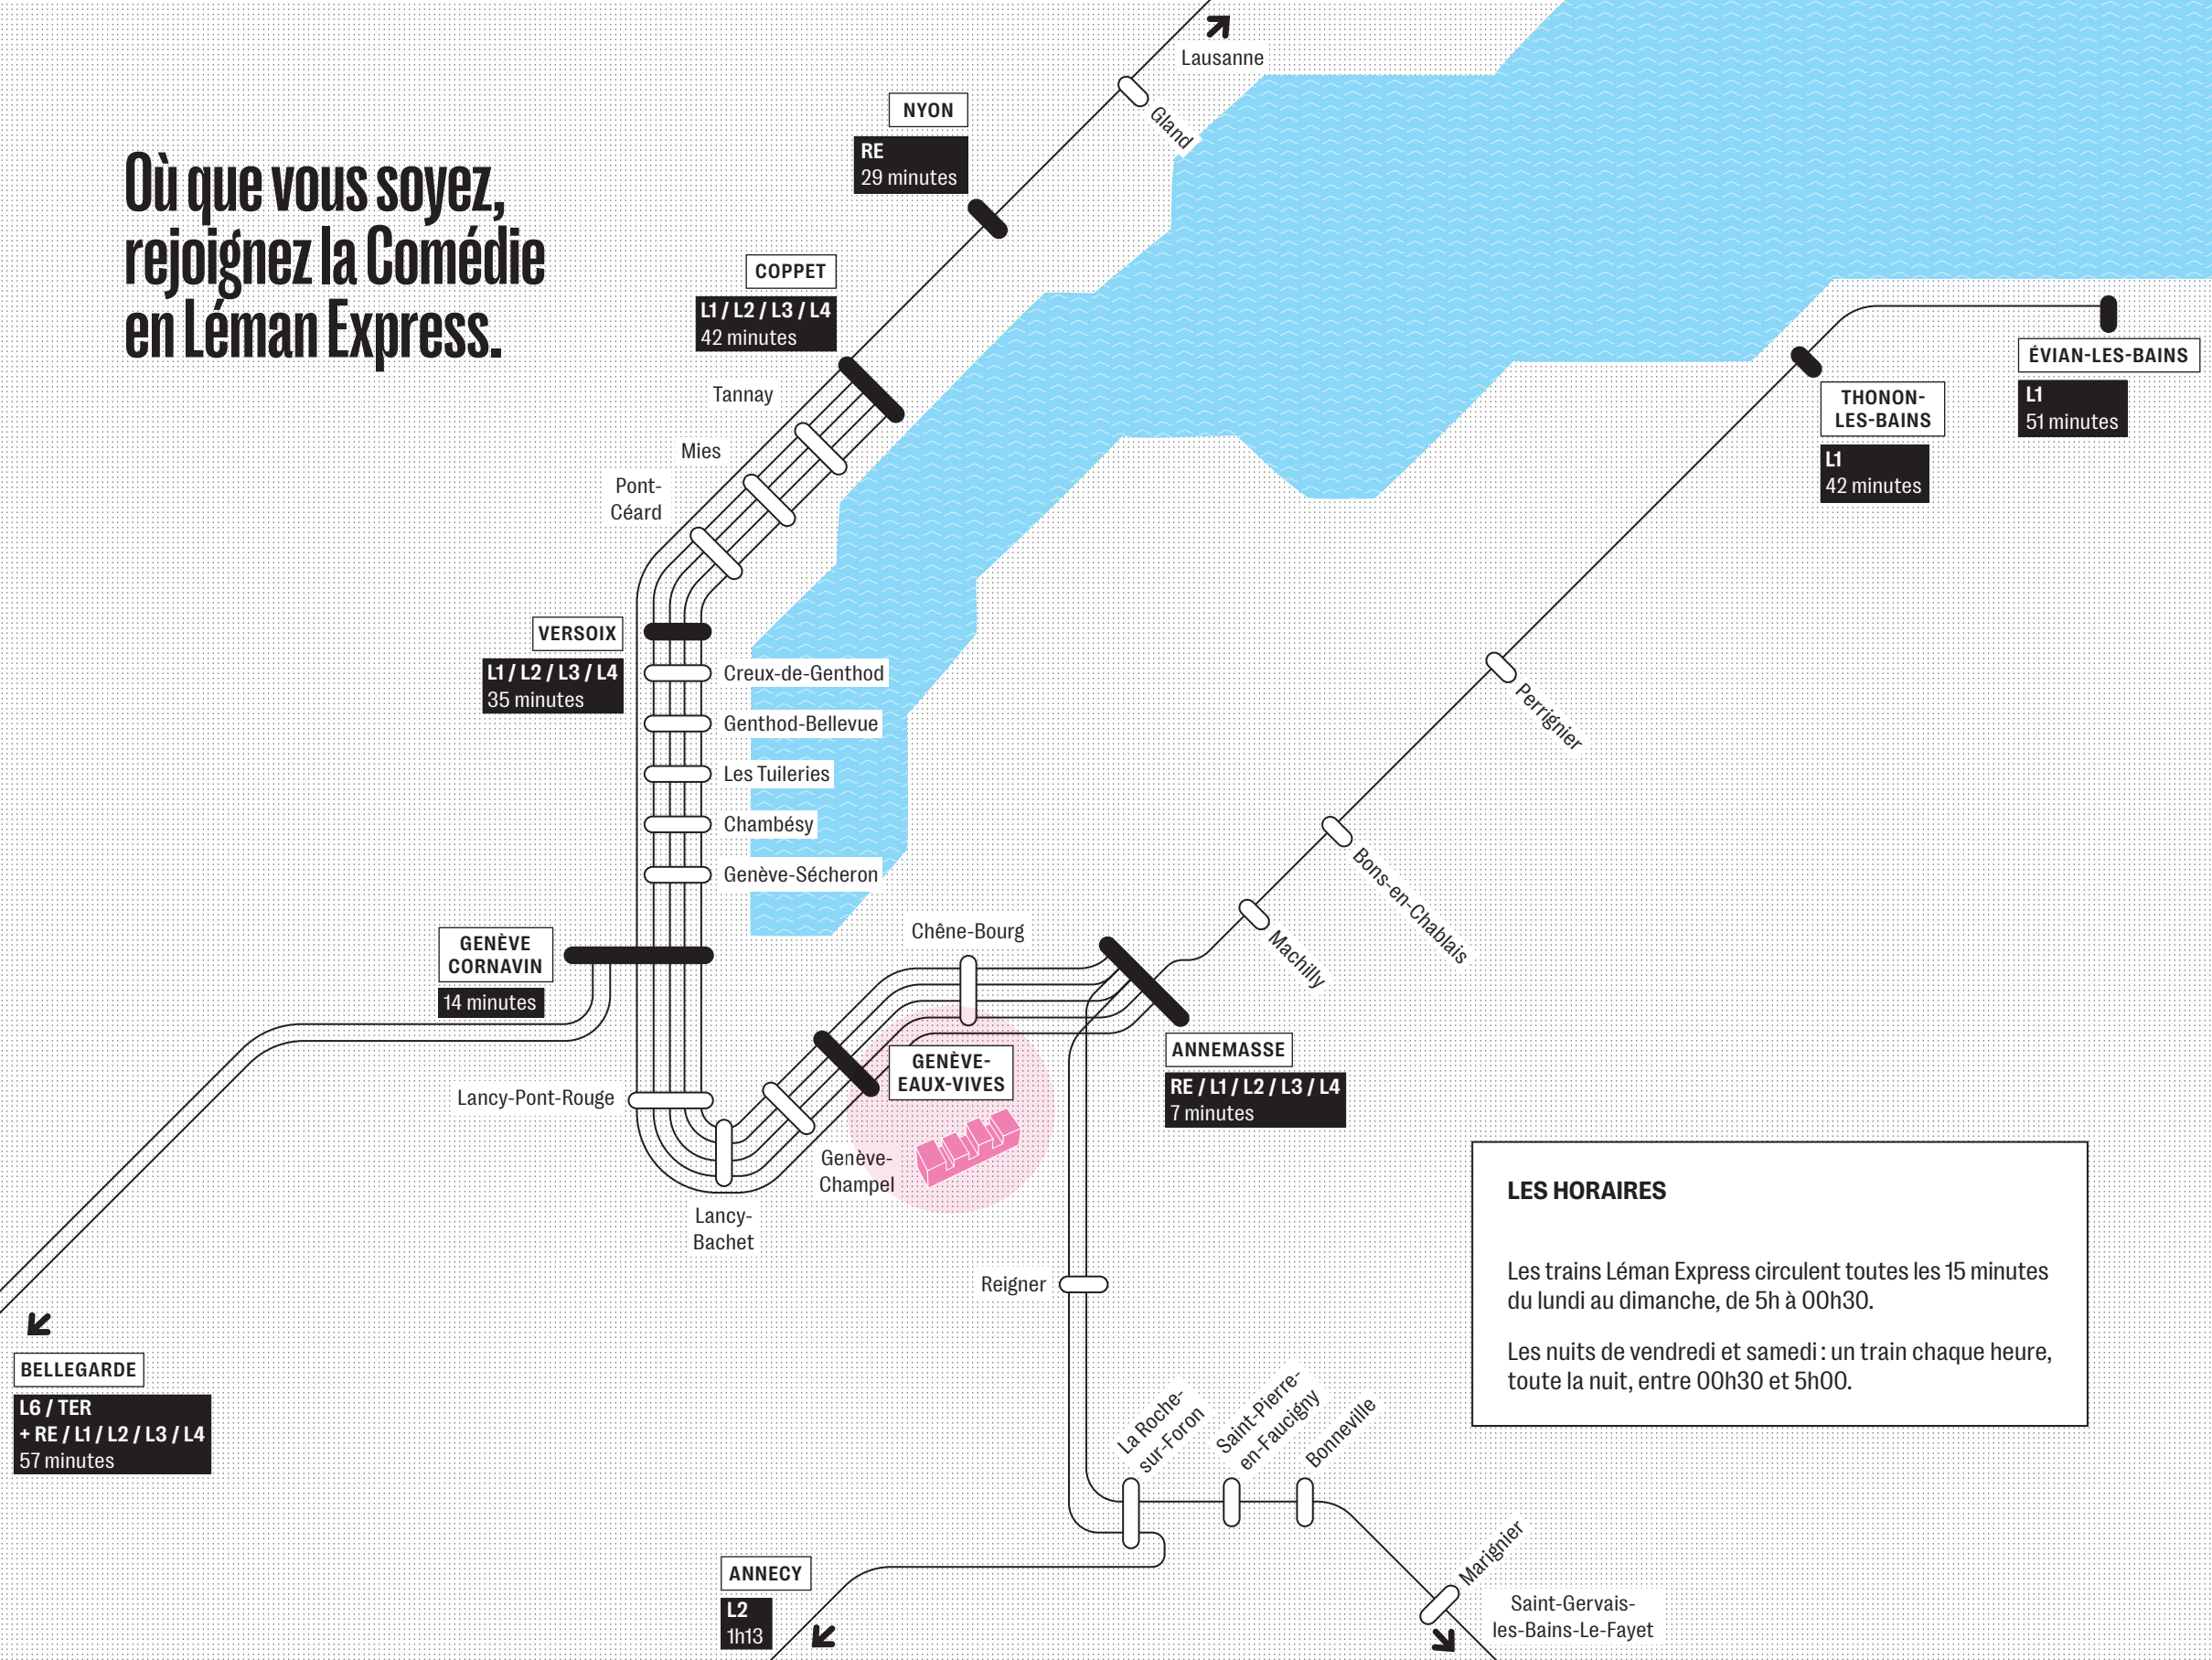 Où que vous soyez,
rejoignez la Comédie
en Léman Express.
Lausanne
Gland
NYON
RE
29 minutes
COPPET
L1 / L2 / L3 / L4
42 minutes
Tannay
Mies
Pont-
Céard
VERSOIX
L1 / L2 / L3 / L4
35 minutes
Creux-de-Genthod
Genthod-Bellevue
Les Tuileries
Chambésy
Genève-Sécheron
GENÈVE
CORNAVIN
14 minutes
Lancy-Pont-Rouge
Lancy-
Bachet
Genève-
Champel
GENÈVE-
EAUX-VIVES
Chêne-Bourg
ANNEMASSE
RE / L1 / L2 / L3 / L4
7 minutes
Machilly
Bons-en-Chablais
Perrignier
THONON-
LES-BAINS
L1
42 minutes
ÉVIAN-LES-BAINS
L1
51 minutes
BELLEGARDE
L6 / TER
+ RE / L1 / L2 / L3 / L4
57 minutes
Reigner
La Roche-
sur-Foron
Saint-Pierre-
en-Faucigny
Bonneville
Marignier
Saint-Gervais-
les-Bains-Le-Fayet
ANNECY
L2
1h13
LES HORAIRES
Les trains Léman Express circulent toutes les 15 minutes
du lundi au dimanche, de 5h à 00h30.
Les nuits de vendredi et samedi : un train chaque heure,
toute la nuit, entre 00h30 et 5h00.